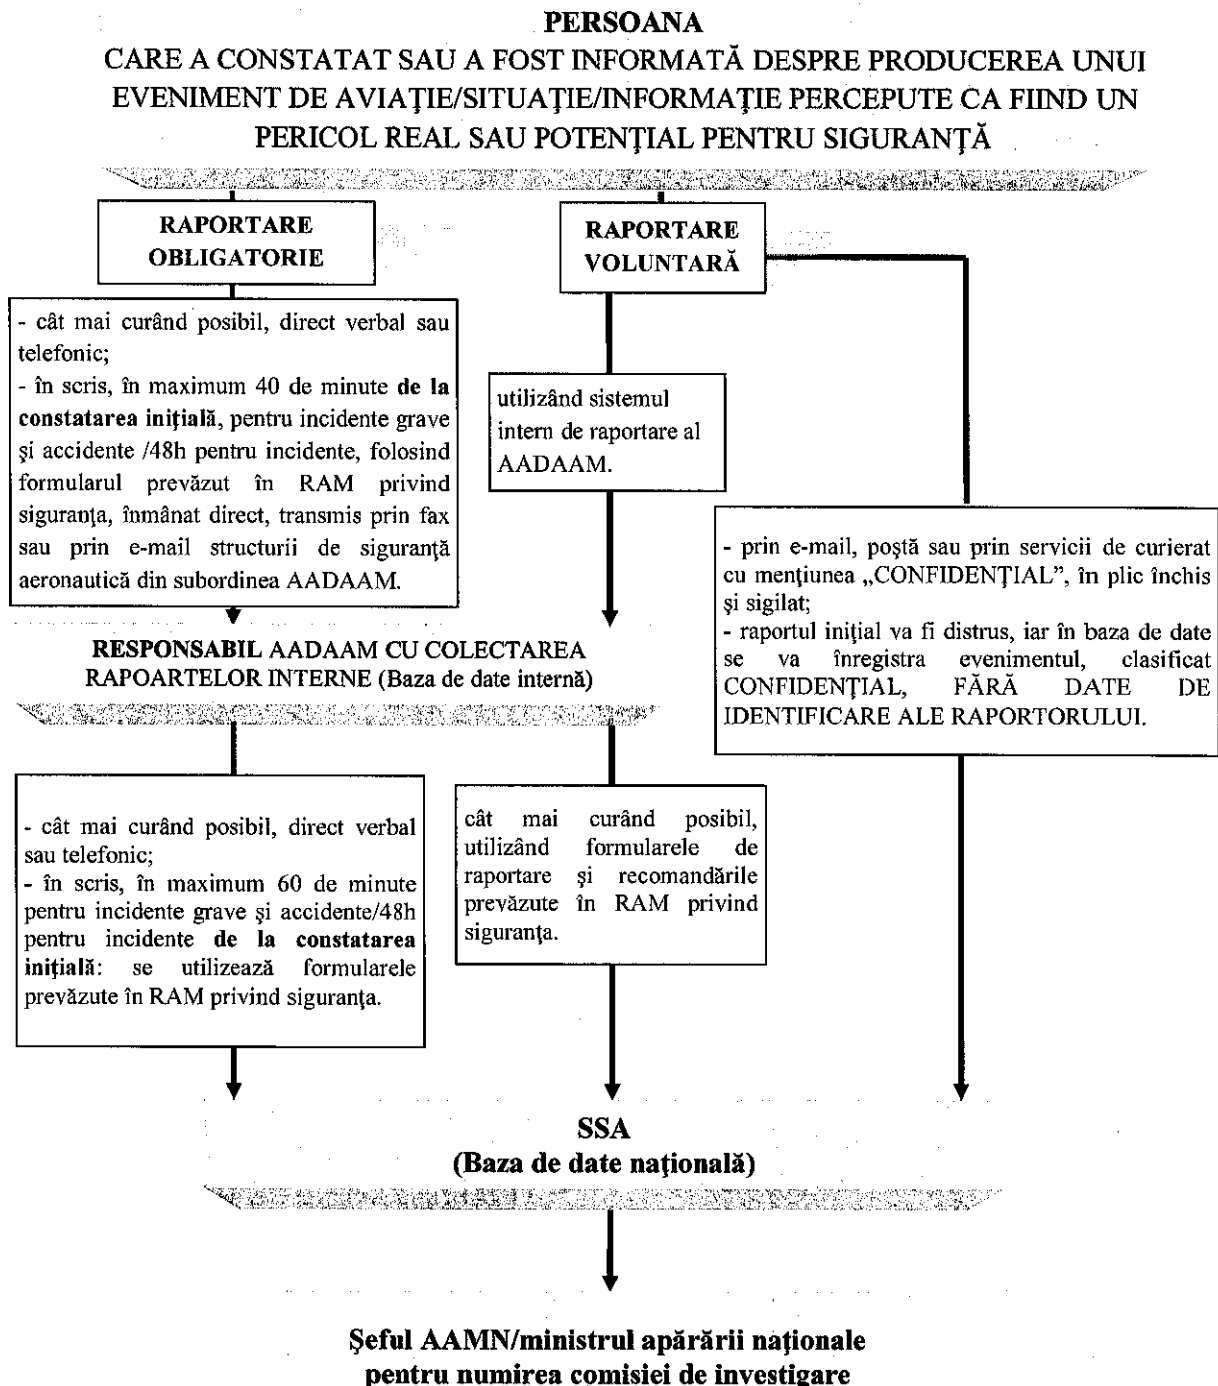 PERSOANA
CARE A CONSTATAT SAU A FOST INFORMATĂ DESPRE PRODUCEREA UNUI
EVENIMENT DE AVIAŢIE/SITUAŢIE/INFORMAŢIE PERCEPUTE CA FIIND UN
PERICOL REAL SAU POTENŢIAL PENTRU SIGURANŢĂ
RAPORTARE
OBLIGATORIE
RAPORTARE
VOLUNTARĂ
- cât mai curând posibil, direct verbal sau
telefonic;
- în scris, în maximum 40 de minute de la
constatarea iniţială, pentru incidente grave
şi accidente /48h pentru incidente, folosind
formularul prevăzut în RAM privind
siguranţa, înmânat direct, transmis prin fax
sau prin e-mail structurii de siguranţă
aeronautică din subordinea AADAAM.
utilizând sistemul
intern de raportare al
AADAAM.
- prin e-mail, poştă sau prin servicii de curierat
cu menţiunea „CONFIDENŢIAL”, în plic închis
şi sigilat;
- raportul iniţial va fi distrus, iar în baza de date
se va înregistra evenimentul, clasificat
CONFIDENŢIAL, FĂRĂ DATE DE
IDENTIFICARE ALE RAPORTORULUI.
RESPONSABIL AADAAM CU COLECTAREA
RAPOARTELOR INTERNE (Baza de date internă)
- cât mai curând posibil, direct verbal
sau telefonic;
- în scris, în maximum 60 de minute
pentru incidente grave şi accidente/48h
pentru incidente de la constatarea
iniţială: se utilizează formularele
prevăzute în RAM privind siguranţa.
cât mai curând posibil,
utilizând formularele de
raportare şi recomandările
prevăzute în RAM privind
siguranţa.
SSA
(Baza de date naţională)
Şeful AAMN/ministrul apărării naţionale
pentru numirea comisiei de investigare